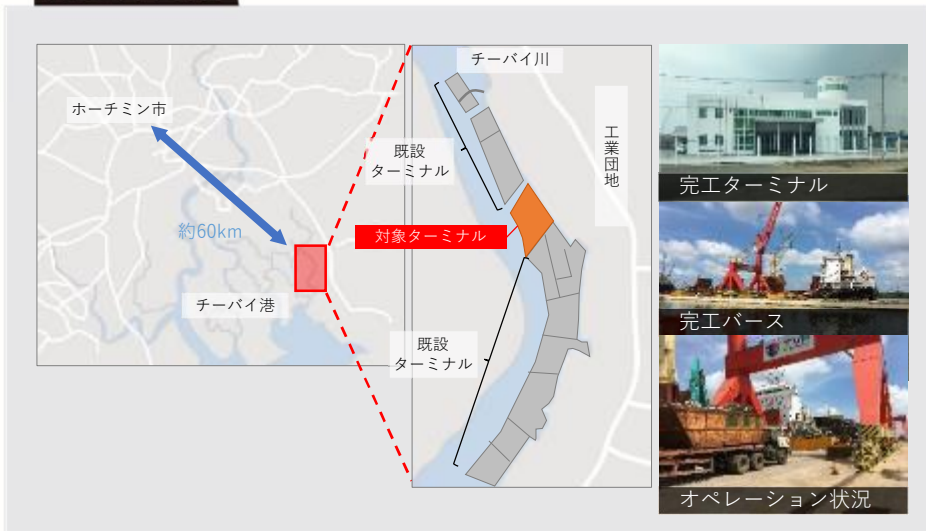 ホーチミン市
約60km
チーバイ港
チーバイ川
工業団地
既設
ターミナル
対象ターミナル
既設
ターミナル
完工ターミナル
完工バース
オペレーション状況